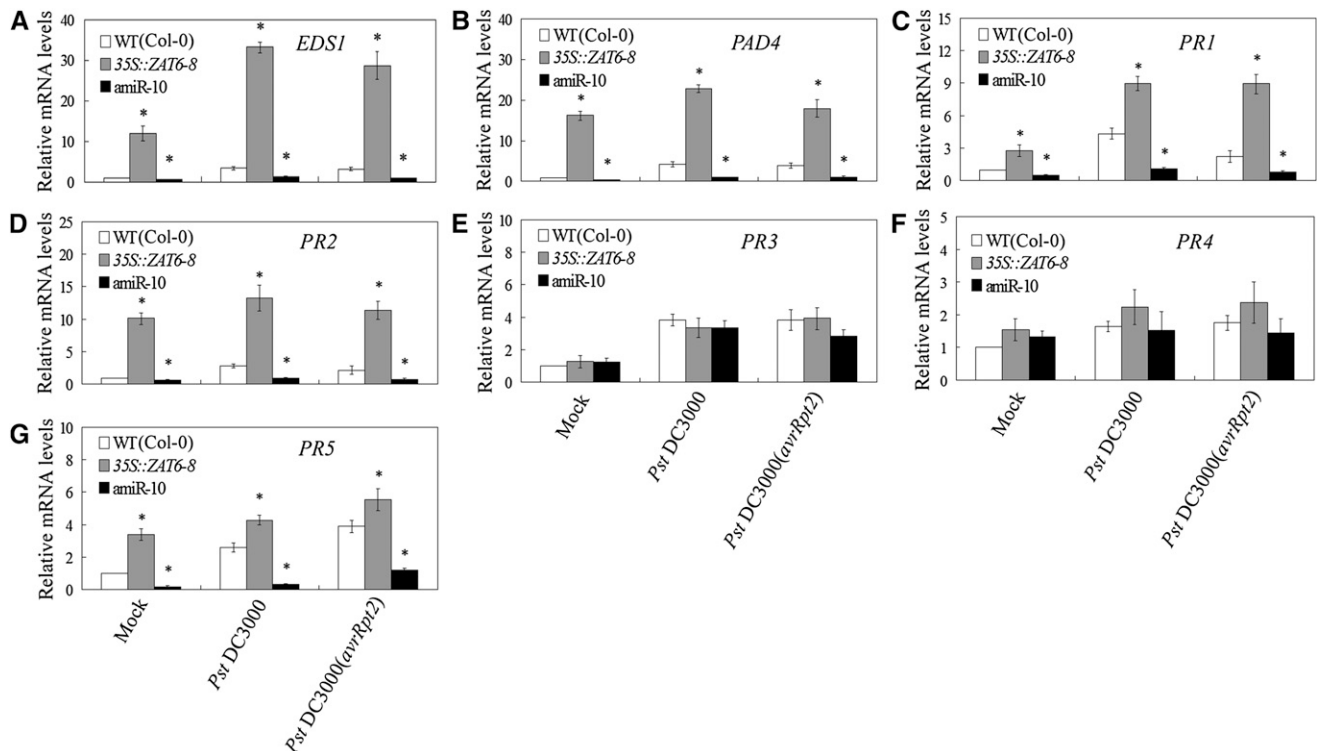 A
Relative mRNA levels
40
30
20
10
0
WT(Col-0)
35S::ZAT6-8
amiR-10
EDS1
*
*
*
*
*
*
B
Relative mRNA levels
40
30
20
10
0
WT(Col-0)
35S::ZAT6-8
amiR-10
PAD4
*
*
*
*
*
*
C
Relative mRNA levels
15
12
9
6
3
0
WT(Col-0)
35S::ZAT6-8
amiR-10
PR1
*
*
*
*
*
*
D
Relative mRNA levels
25
20
15
10
5
0
WT(Col-0)
35S::ZAT6-8
amiR-10
PR2
*
*
*
*
*
*
E
Relative mRNA levels
10
8
6
4
2
0
WT(Col-0)
35S::ZAT6-8
amiR-10
PR3
Mock
Pst DC3000
Pst DC3000(avrRpt2)
F
Relative mRNA levels
5
4
3
2
1
0
WT(Col-0)
35S::ZAT6-8
amiR-10
PR4
Mock
Pst DC3000
Pst DC3000(avrRpt2)
G
Relative mRNA levels
10
8
6
4
2
0
WT(Col-0)
35S::ZAT6-8
amiR-10
PR5
*
*
*
*
*
*
Mock
Pst DC3000
Pst DC3000(avrRpt2)